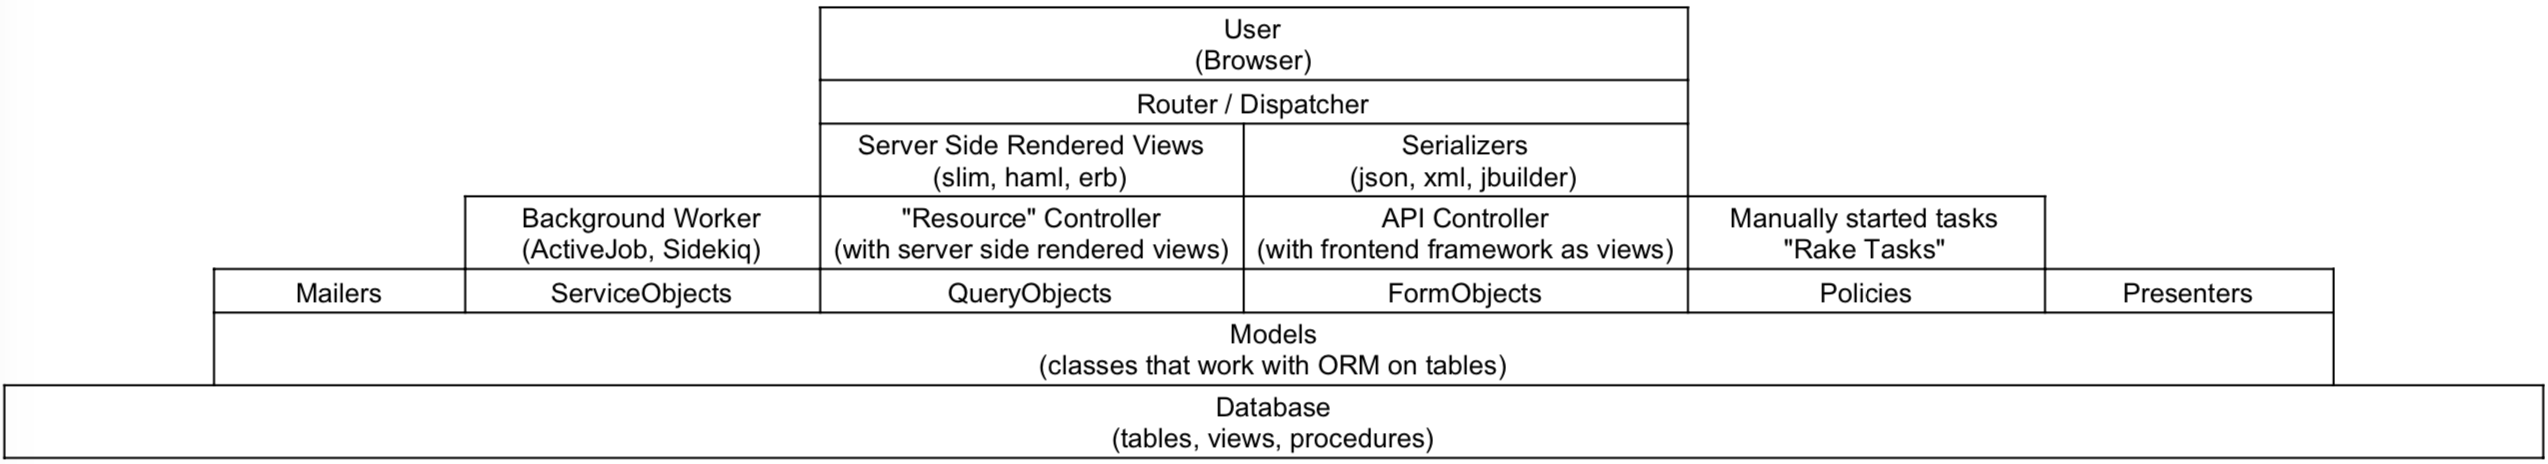 User
(Browser)
Router / Dispatcher
Server Side Rendered Views
(slim, haml, erb)
Serializers
(json, xml, jbuilder)
Background Worker
(ActiveJob, Sidekiq)
"Resource" Controller
(with server side rendered views)
API Controller
(with frontend framework as views)
Manually started tasks
"Rake Tasks"
Mailers
ServiceObjects
QueryObjects
FormObjects
Policies
Presenters
Models
(classes that work with ORM on tables)
Database
(tables, views, procedures)